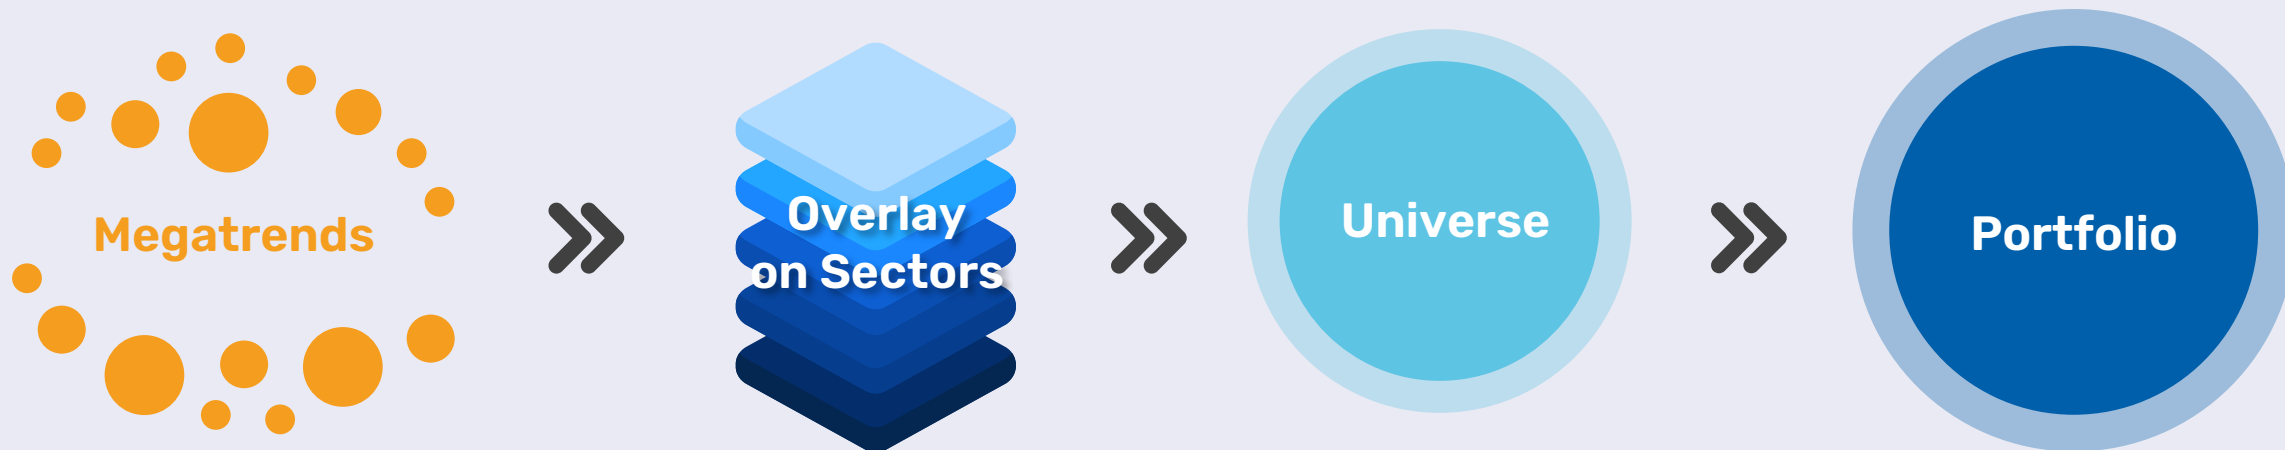 Megatrends
Overlay
on Sectors
Universe
Portfolio